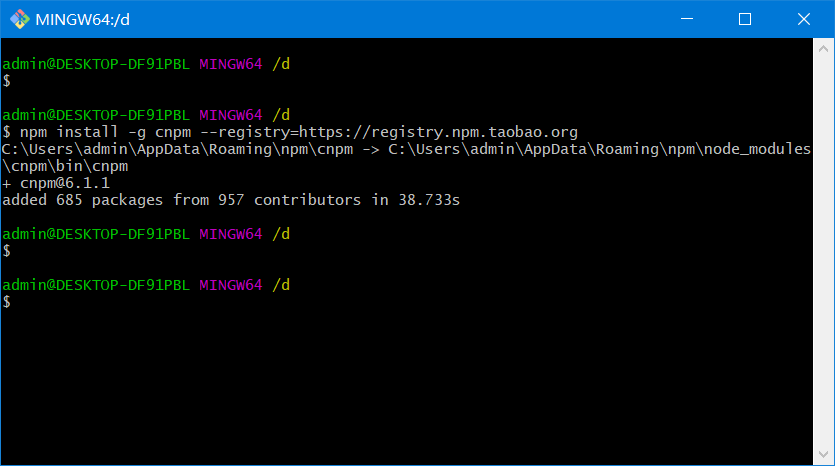 MINGW64:/d
admin@DESKTOP-DF91PBL MINGW64 /d
$
admin@DESKTOP-DF91PBL MINGW64 /d
$ npm install -g cnpm --registry=https://registry.npm.taobao.org
C:\Users\admin\AppData\Roaming\npm\cnpm -> C:\Users\admin\AppData\Roaming\npm\node_modules
\cnpm\bin\cnpm
+ cnpm@6.1.1
added 685 packages from 957 contributors in 38.733s
admin@DESKTOP-DF91PBL MINGW64 /d
$
admin@DESKTOP-DF91PBL MINGW64 /d
$